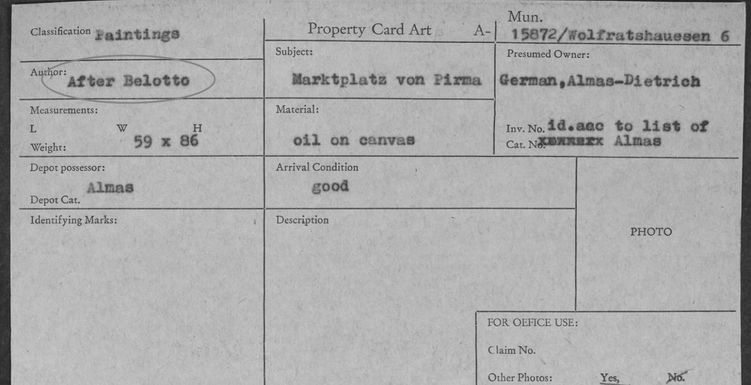 Classification Paintings
Property Card Art A-
Mun.
15872/Wolfratshausen 6
Author: After Belotto
Subject:
Marktplatz von Pirma
Presumed Owner:
German,Almas-Dietrich
Measurements:
L W H
59 x 86
Weight:
Material:
oil on canvas
Inv. No. id.aac to list of
Cat. No. Almas
Depot possessor:
Almas
Depot Cat.
Arrival Condition
good
Identifying Marks:
Description
PHOTO
FOR OFFICE USE:
Claim No.
Other Photos: Yes, No.